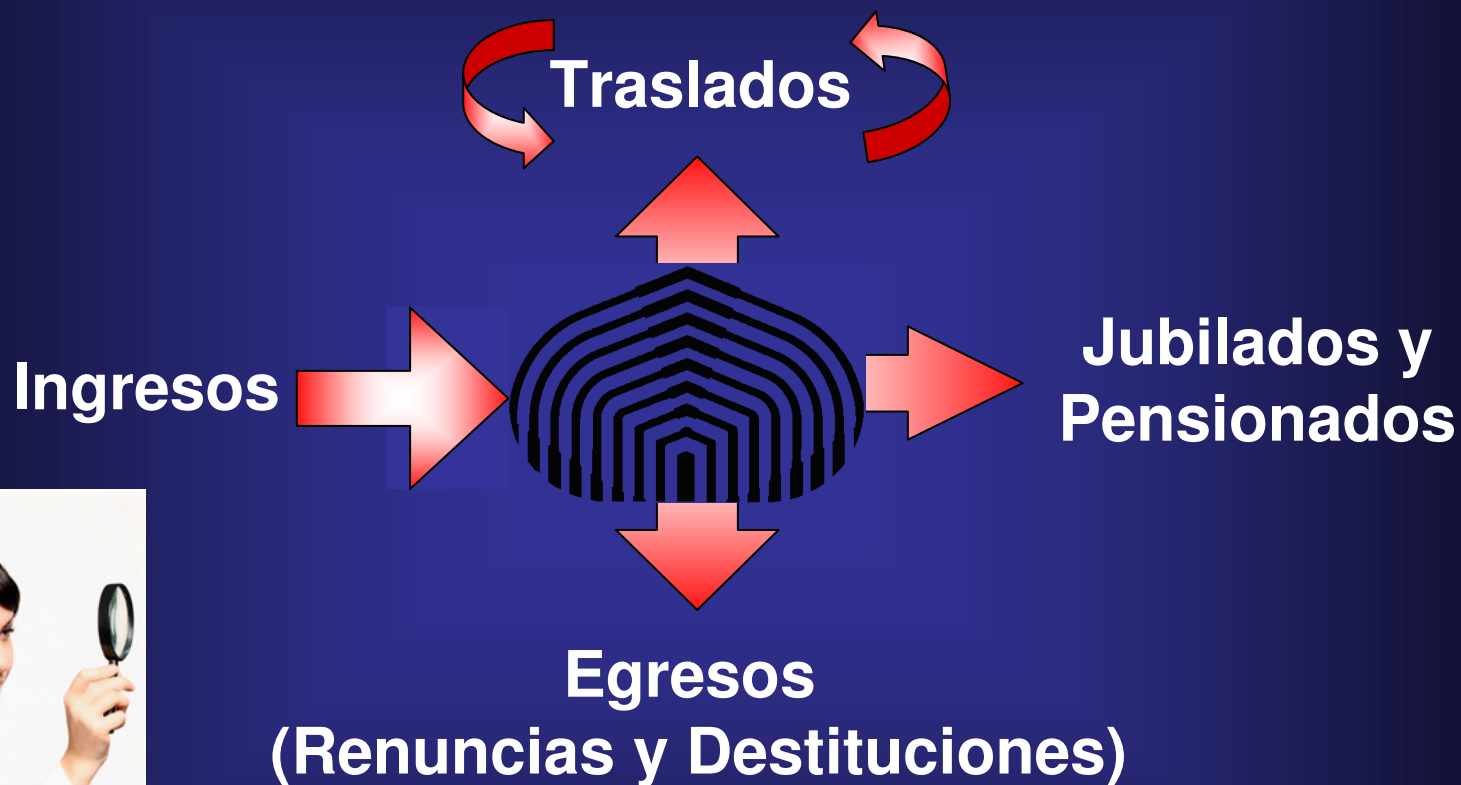 Traslados
Ingresos
Jubilados y
Pensionados
Egresos
(Renuncias y Destituciones)